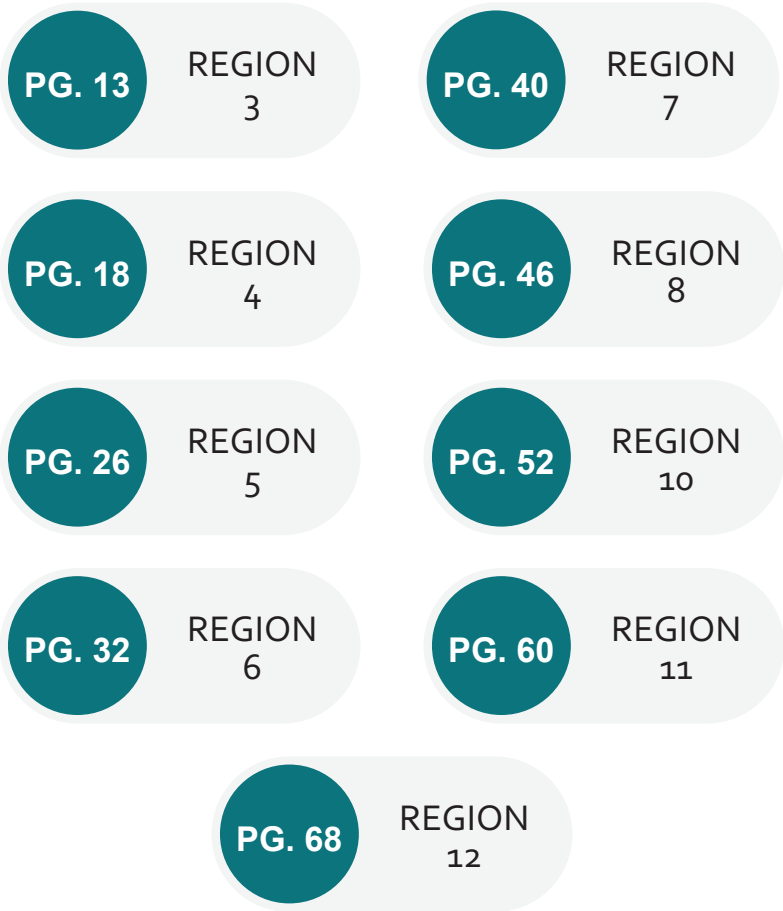 PG. 13
REGION
3
PG. 18
REGION
4
PG. 26
REGION
5
PG. 32
REGION
6
PG. 40
REGION
7
PG. 46
REGION
8
PG. 52
REGION
10
PG. 60
REGION
11
PG. 68
REGION
12